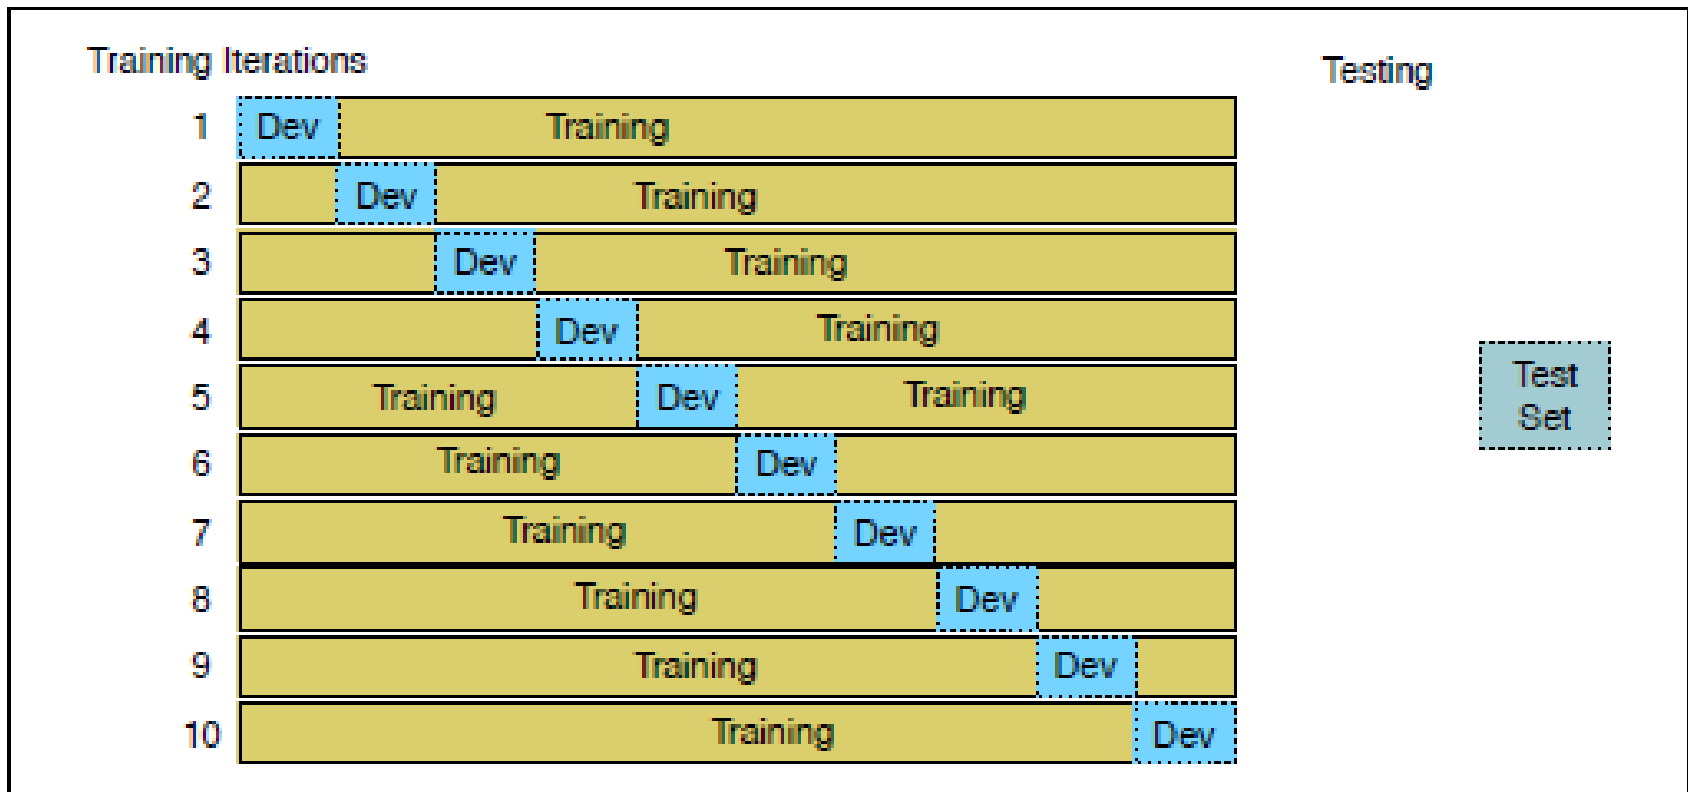 Training Iterations
Testing
1 Dev Training
2 Dev Training
3 Dev Training
4 Dev Training
5 Training Dev Training
6 Training Dev
7 Training Dev
8 Training Dev
9 Training Dev
10 Training Dev
Test
Set